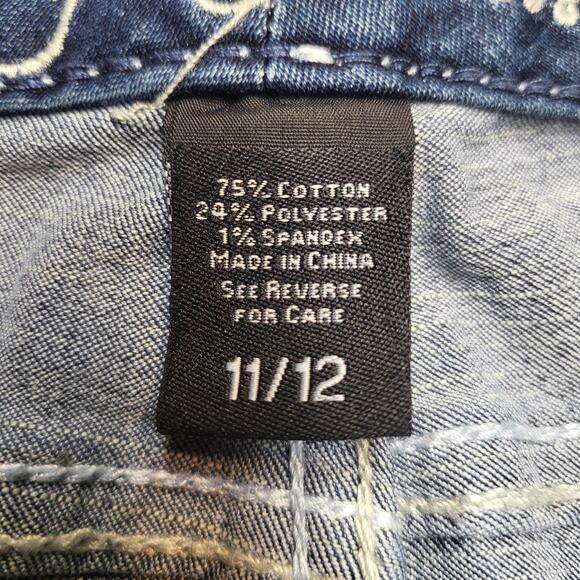 75% COTTON
24% POLYESTER
1% SPANDEX
MADE IN CHINA
SEE REVERSE
FOR CARE
11/12